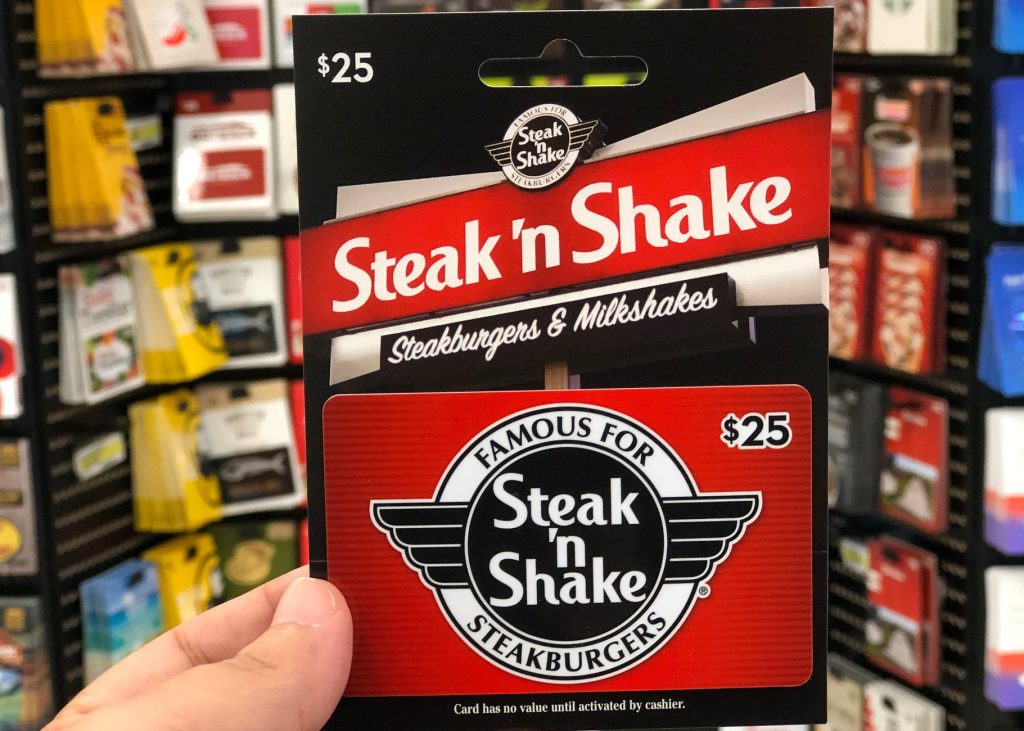 $25
FAMOUS FOR
Steak
'n
Shake
STEAKBURGERS
Steak 'n Shake
Steakburgers & Milkshakes
$25
FAMOUS FOR
Steak
'n
Shake
®
STEAKBURGERS
Card has no value until activated by cashier.